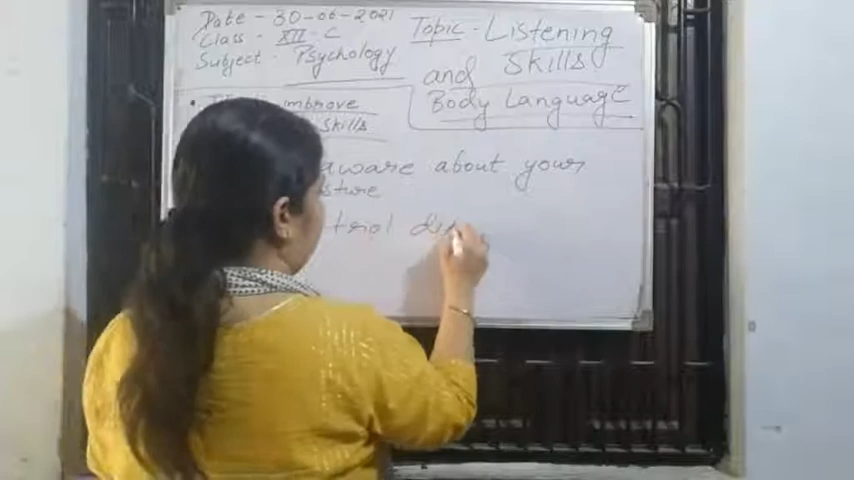 Date - 30-06-2021
Class - XII - C
Subject - Psychology
Topic - Listening
and Skills
Body Language
improve
Skills
aware about your
trial